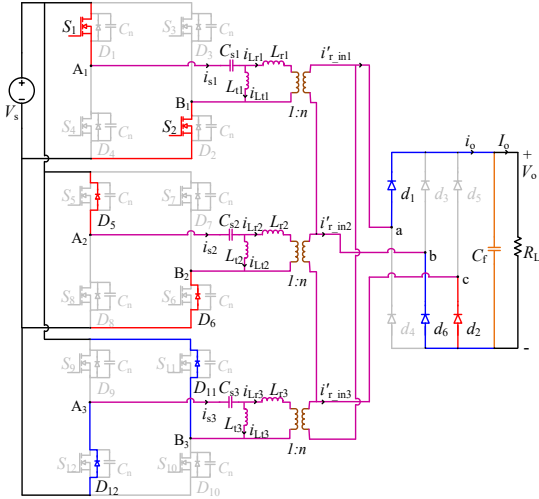 S1 D1 Cn S3 D3 Cn
Cs1 iLr1 Lr1 i'r_in1
A1 is1 Lt1 iLt1
Vs B1
S4 D4 Cn S2 D2 Cn 1:n
io Io + Vo
S5 D5 Cn S7 D7 Cn d1 d3 d5
Cs2 iLr2 Lr2 i'r_in2
A2 is2 Lt2 iLt2 a b c Cf RL
B2
S8 D8 Cn S6 D6 Cn 1:n
d4 d6 d2 -
S9 D9 Cn S11 D11 Cn
Cs3 iLr3 Lr3 i'r_in3
A3 is3 Lt3 iLt3
B3
S12 D12 Cn S10 D10 Cn 1:n